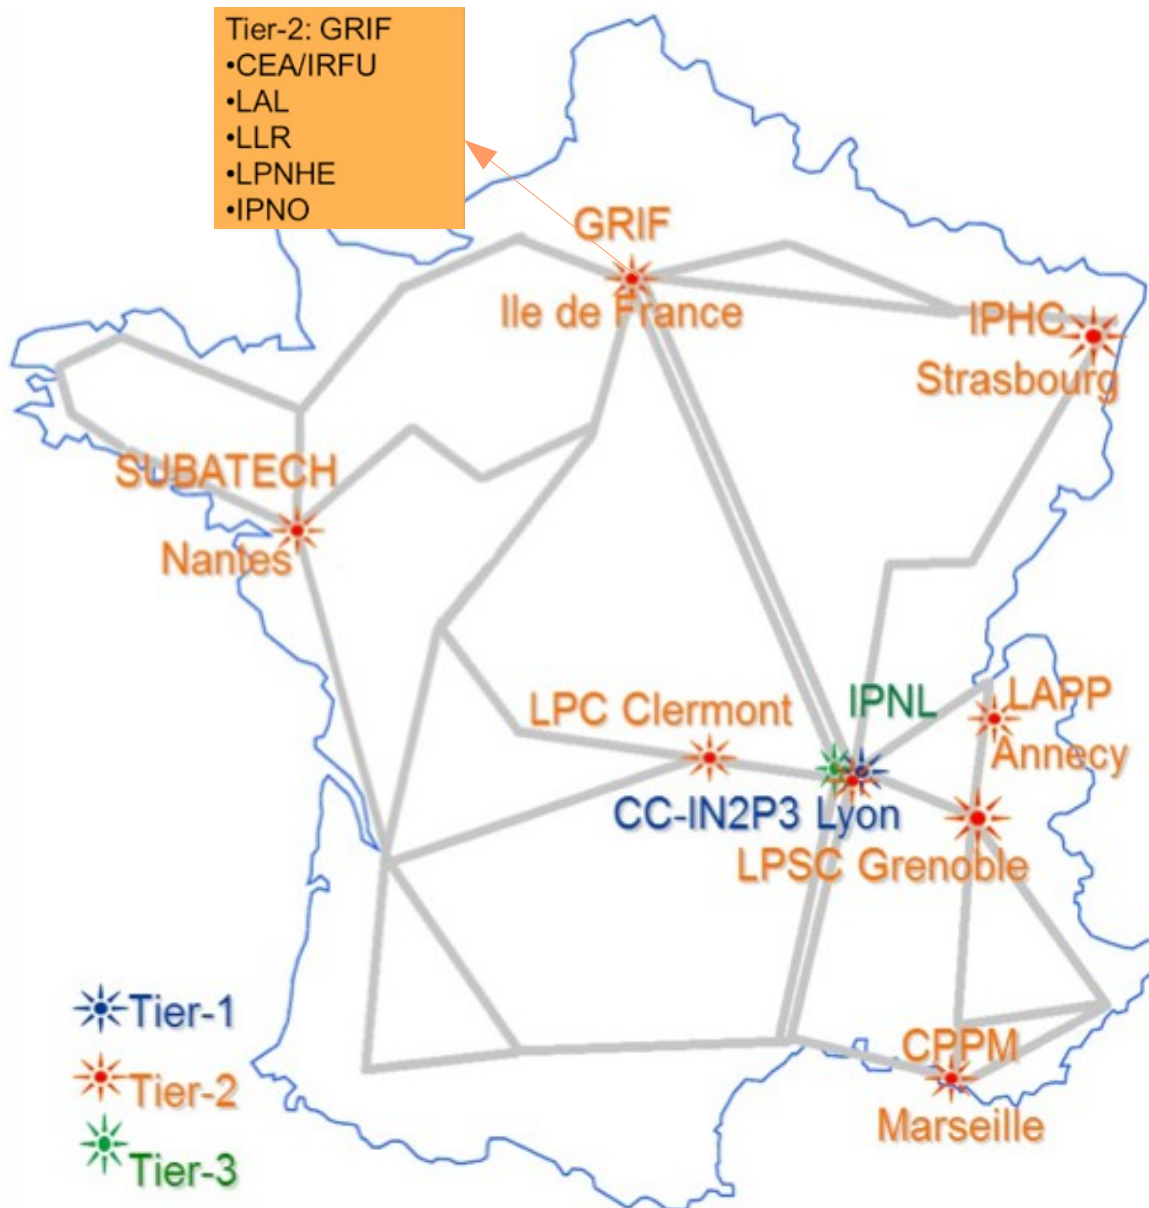 Tier-2: GRIF
•CEA/IRFU
•LAL
•LLR
•LPNHE
•IPNO
GRIF
Ile de France
IPHC
Strasbourg
SUBATECH
Nantes
IPNL
LAPP
Annecy
LPC Clermont
CC-IN2P3 Lyon
LPSC Grenoble
Tier-1
Tier-2
Tier-3
CPPM
Marseille